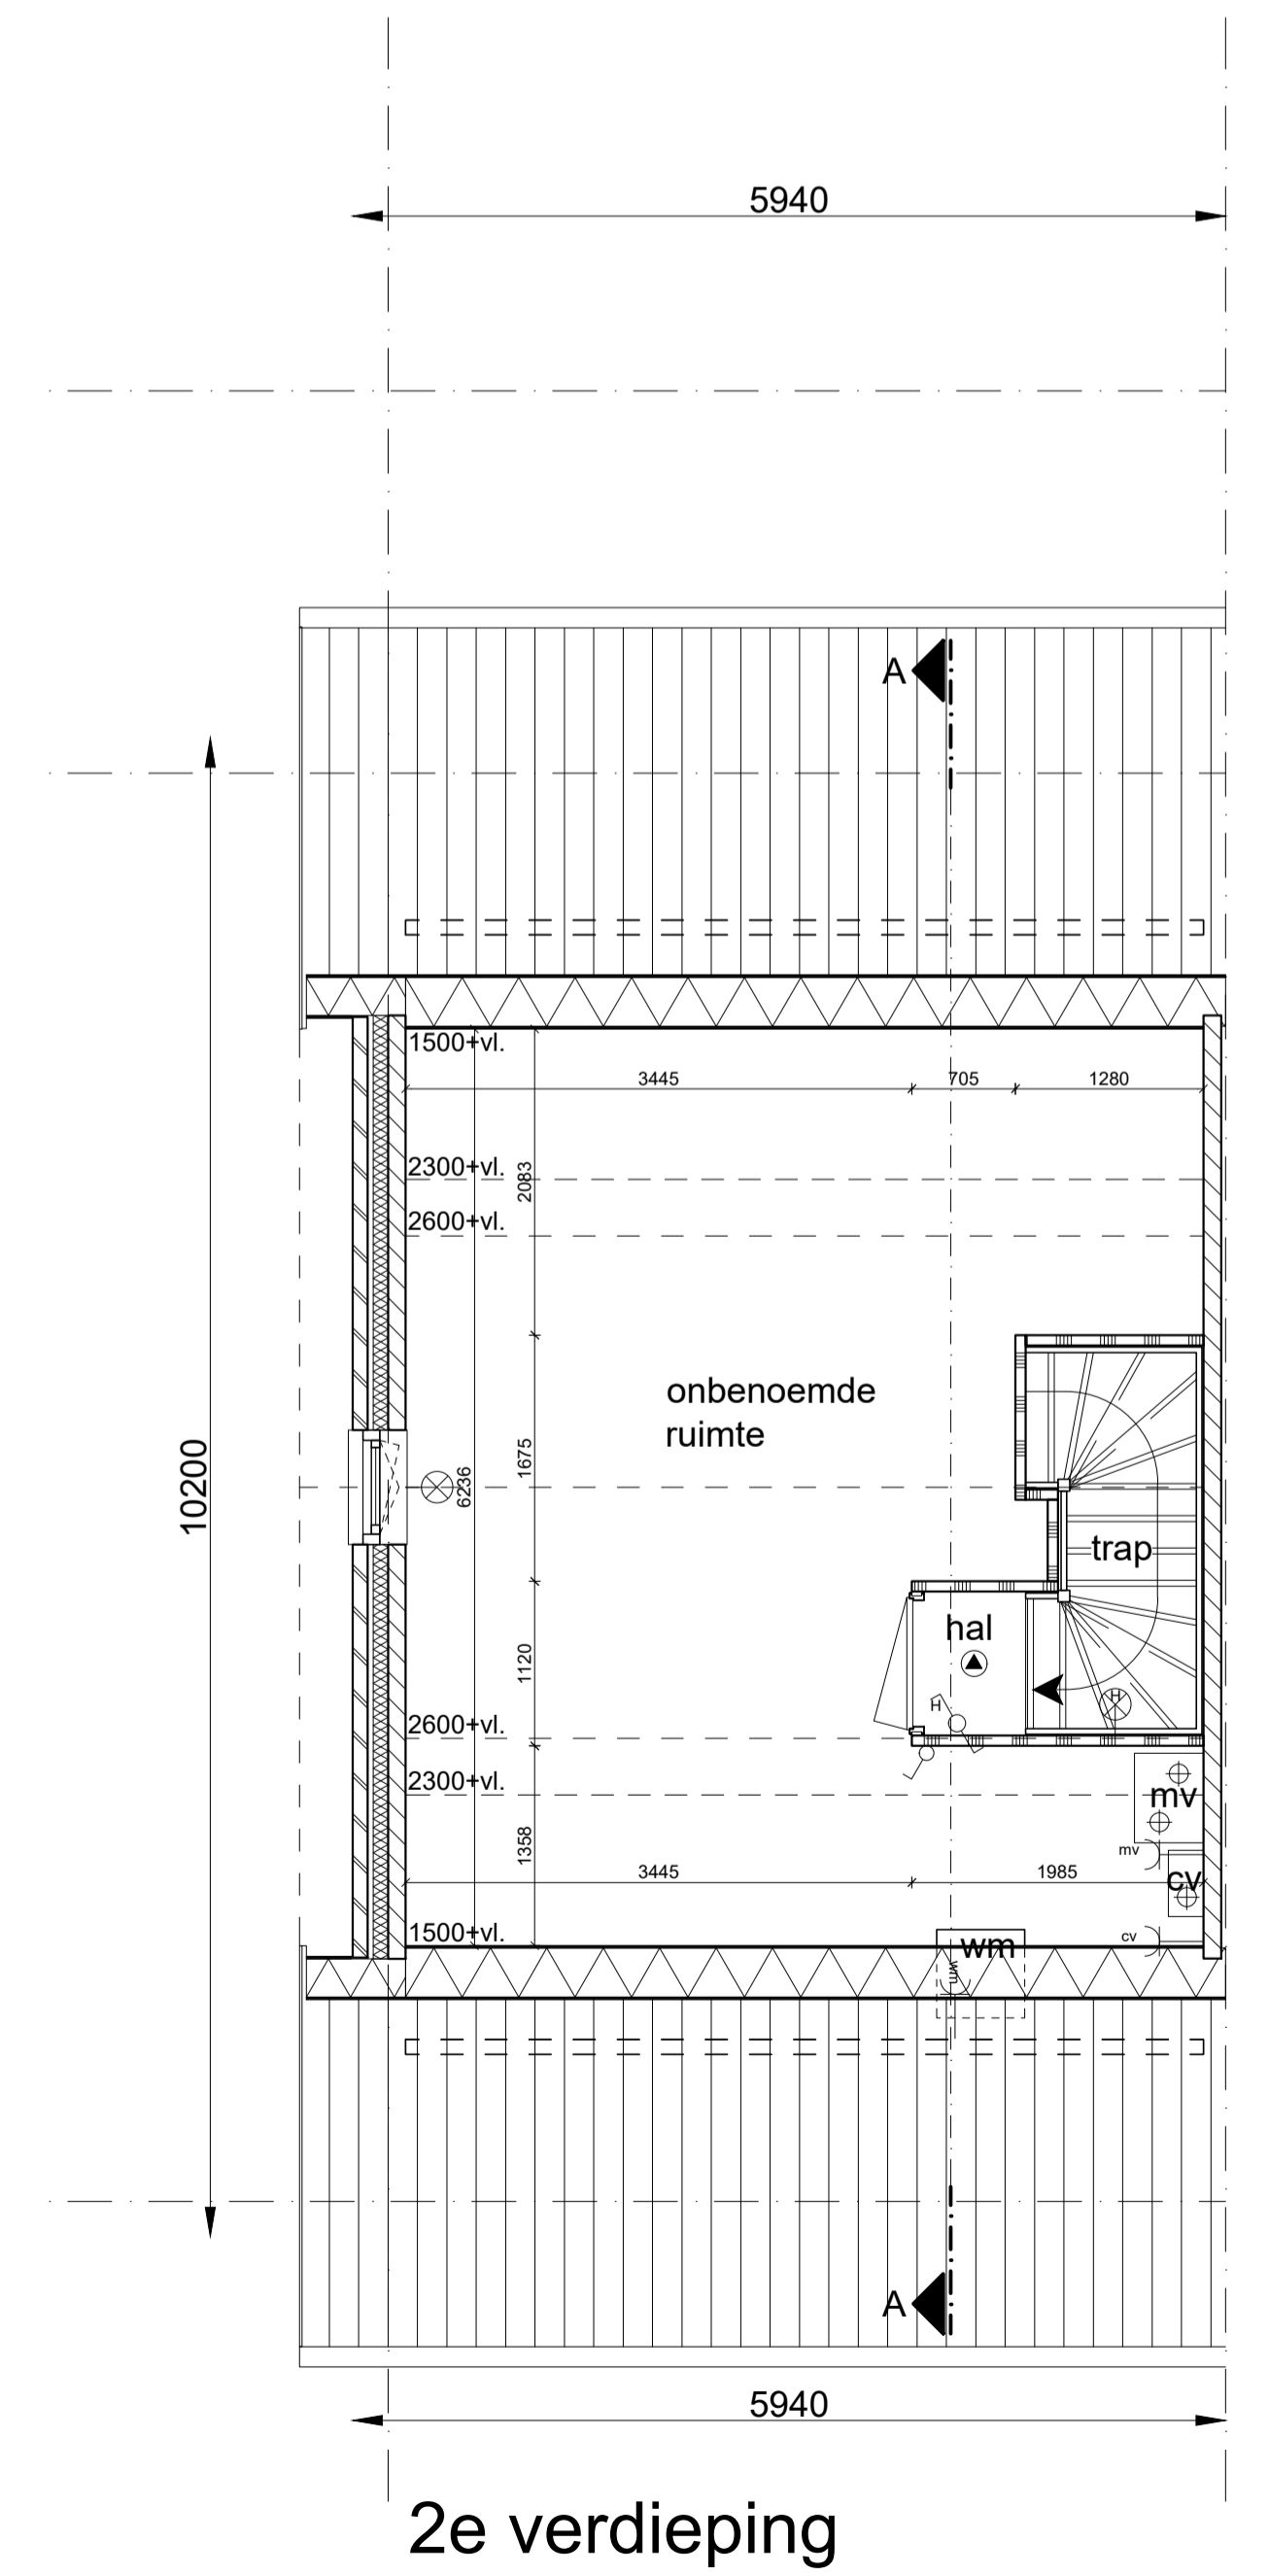 5940
A
1500+vl.
3445
705
1280
2300+vl.
2083
2600+vl.
onbenoemde
ruimte
10200
6236
1675
trap
hal
1120
H
H
2600+vl.
2300+vl.
mv
mv
1358
3445
1985
cv
cv
1500+vl.
wm
wm
A
5940
2e verdieping